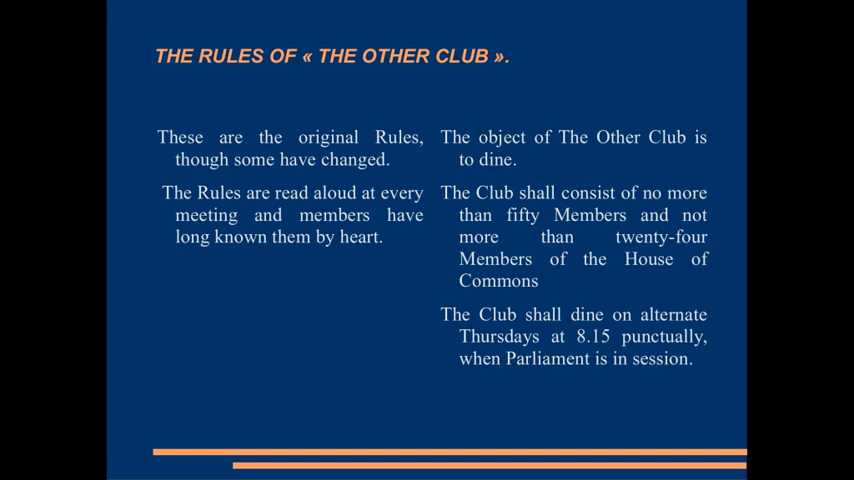 THE RULES OF « THE OTHER CLUB ».
These are the original Rules,
though some have changed.
The Rules are read aloud at every
meeting and members have
long known them by heart.
The object of The Other Club is
to dine.
The Club shall consist of no more
than fifty Members and not
more than twenty-four
Members of the House of
Commons
The Club shall dine on alternate
Thursdays at 8.15 punctually,
when Parliament is in session.